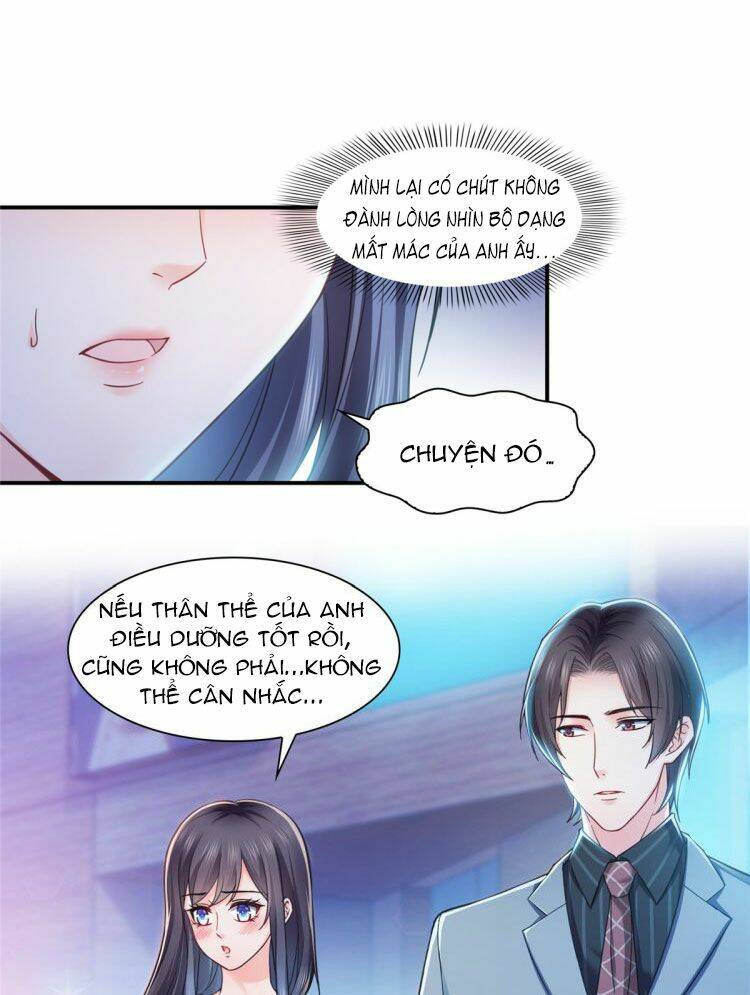 MÌNH LẠI CÓ CHÚT KHÔNG
ĐÀNH LÒNG NHÌN BỘ DẠNG
MẤT MÁC CỦA ANH ẤY...
CHUYỆN ĐÓ...
NẾU THÂN THỂ CỦA ANH
ĐIỀU DƯỠNG TỐT RỒI,
CŨNG KHÔNG PHẢI...KHÔNG
THỂ CÂN NHẮC...